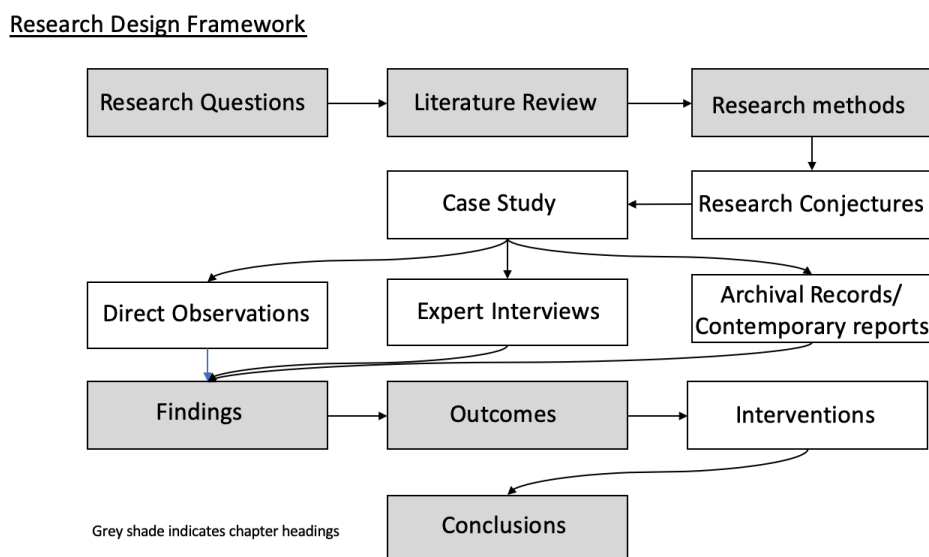 Research Design Framework
Research Questions
Literature Review
Research methods
Case Study
Research Conjectures
Direct Observations
Expert Interviews
Archival Records/
Contemporary reports
Findings
Outcomes
Interventions
Grey shade indicates chapter headings
Conclusions